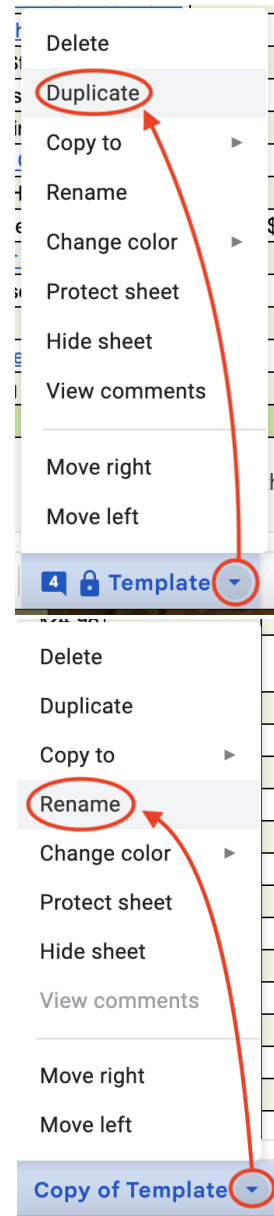 Delete
Duplicate
Copy to
Rename
Change color
Protect sheet
Hide sheet
View comments
Move right
Move left
4 Template
Delete
Duplicate
Copy to
Rename
Change color
Protect sheet
Hide sheet
View comments
Move right
Move left
Copy of Template